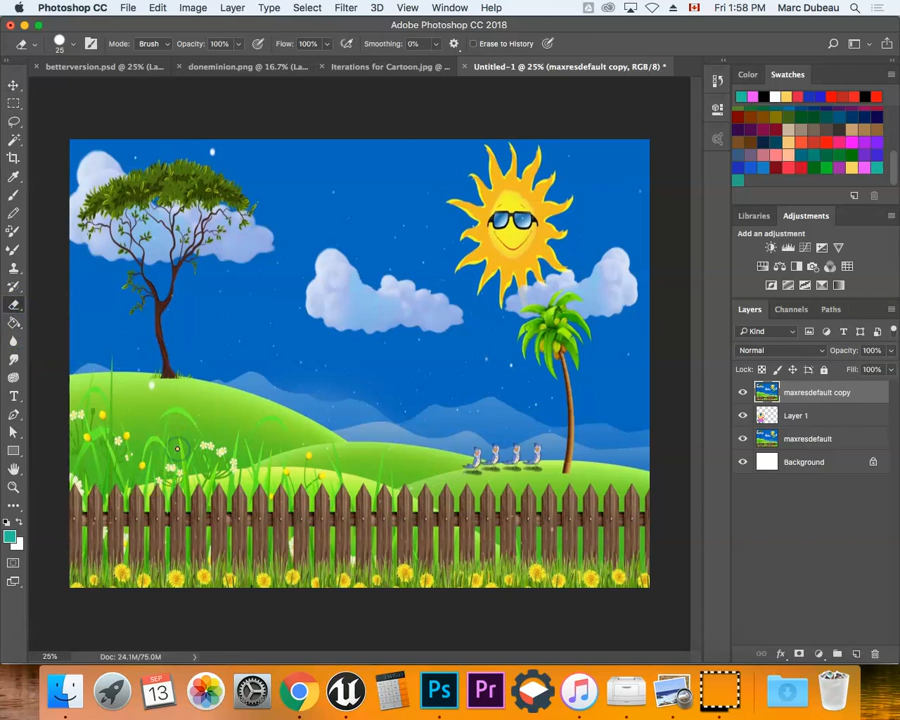 Photoshop File Edit Image Layer Type Select Filter 3D View Window Help Fri 1:58 PM Marc Dubeau
Adobe Photoshop CC 2018
25 Mode: Brush Opacity: 100% Flow: 100% Smoothing: 0% Erase to History
betterversion.psd @ 25% (La... doneminion.png @ 16.7% (La... Iterations for Cartoon.jpg @ ... Untitled-1 @ 25% (maxresdefault copy, RGB/8) *
Color Swatches
Libraries Adjustments
Add an adjustment
Layers Channels Paths
Kind
Normal Opacity: 100%
Lock: Fill: 100%
maxresdefault copy
Layer 1
maxresdefault
Background
fx
25% Doc: 24.1M/75.0M
SEP
13
Ps Pr